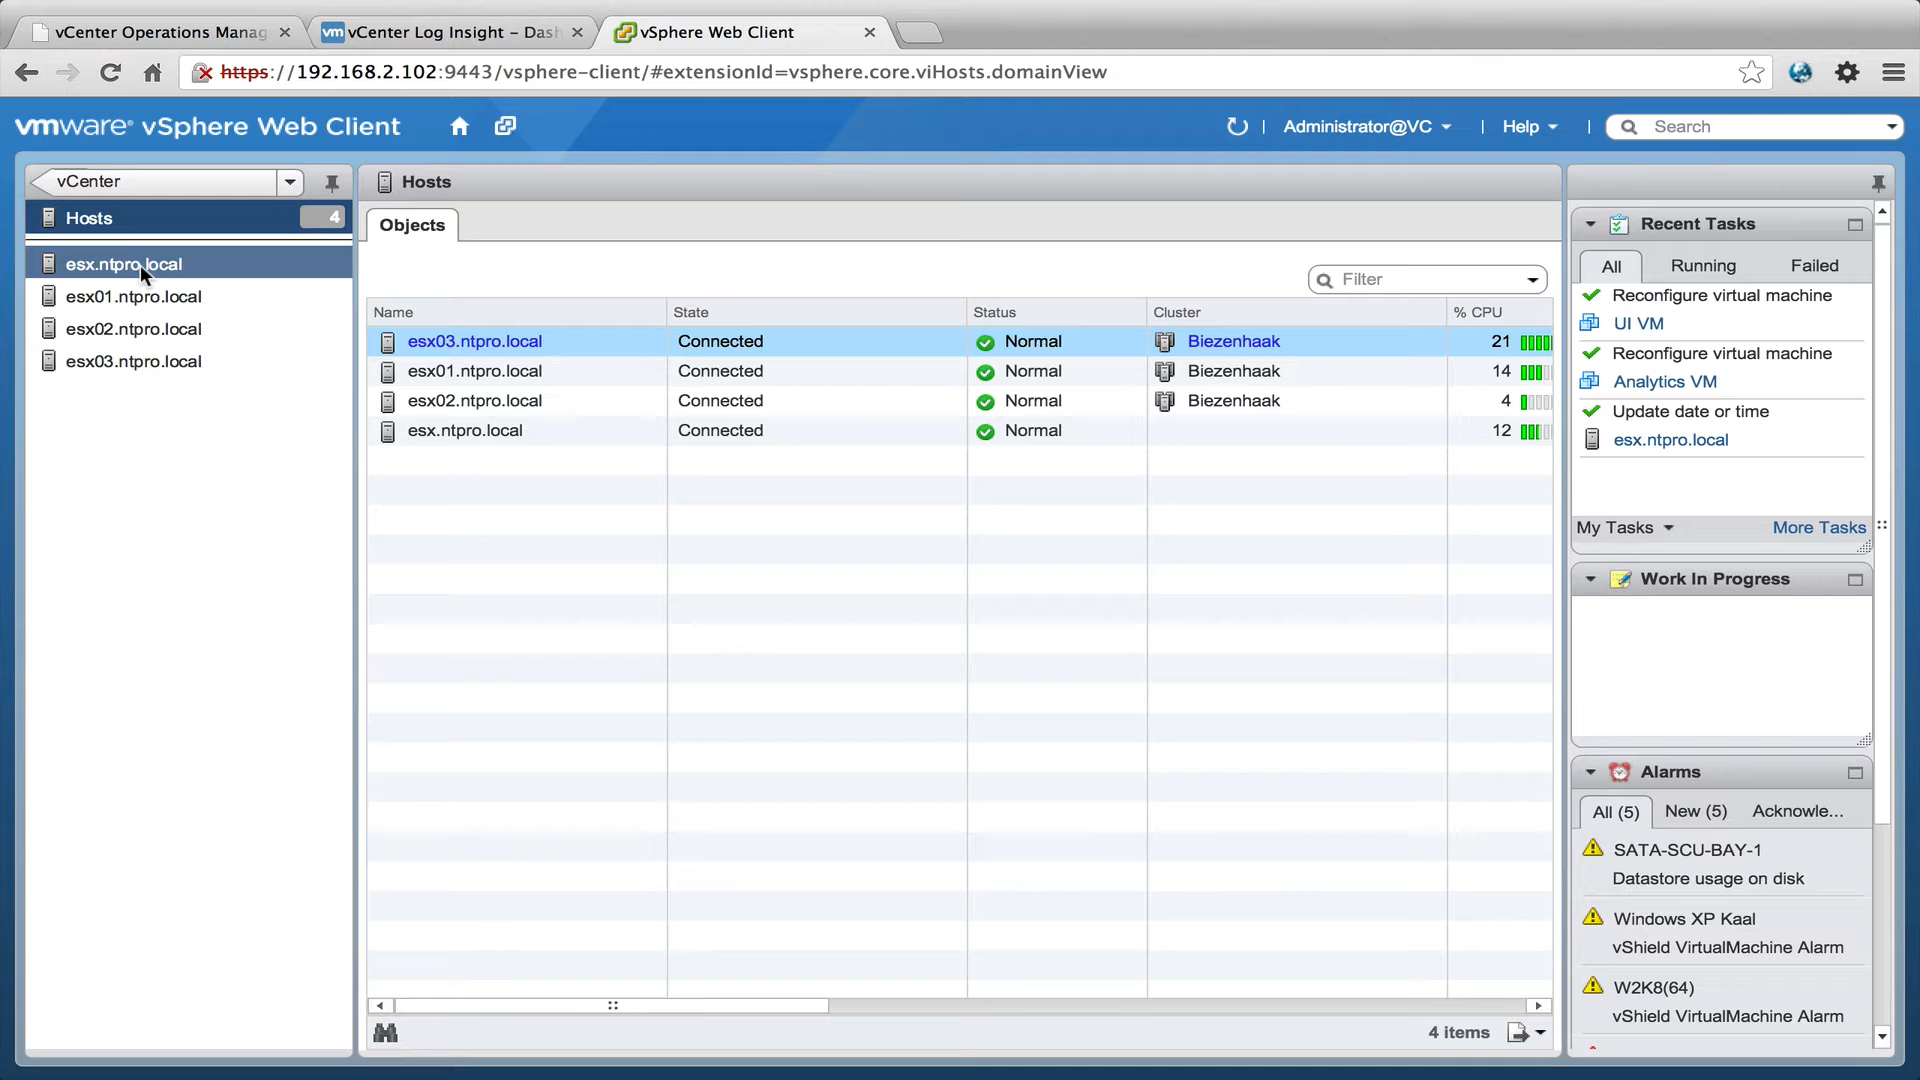 vCenter Operations Manag
vCenter Log Insight – Dash
vSphere Web Client
https://192.168.2.102:9443/vsphere-client/#extensionId=vsphere.core.viHosts.domainView
vmware® vSphere Web Client
Administrator@VC
Help
Search
vCenter
Hosts
4
esx.ntpro.local
esx01.ntpro.local
esx02.ntpro.local
esx03.ntpro.local
Hosts
Objects
Filter
Name State Status Cluster % CPU
esx03.ntpro.local Connected Normal Biezenhaak 21
esx01.ntpro.local Connected Normal Biezenhaak 14
esx02.ntpro.local Connected Normal Biezenhaak 4
esx.ntpro.local Connected Normal 12
4 items
Recent Tasks
All Running Failed
Reconfigure virtual machine
UI VM
Reconfigure virtual machine
Analytics VM
Update date or time
esx.ntpro.local
My Tasks More Tasks
Work In Progress
Alarms
All (5) New (5) Acknowle...
SATA-SCU-BAY-1
Datastore usage on disk
Windows XP Kaal
vShield VirtualMachine Alarm
W2K8(64)
vShield VirtualMachine Alarm